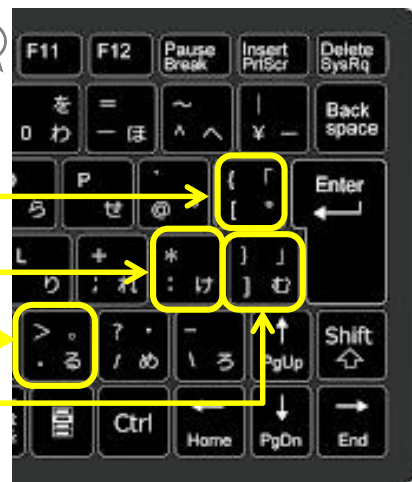 F11 F12 Pause Insert Delete
Break PrtScr SysRq
を = ~ | Back
0 わ - ほ ^ へ ¥ ー space
P ` { 「 Enter
ら せ @ [ ゜
L + * } 」
り ; れ : け ] む
> 。 ? ・ _ ↑ Shift
. る / め \ ろ PgUp
Ctrl ← ↓ →
Home PgDn End